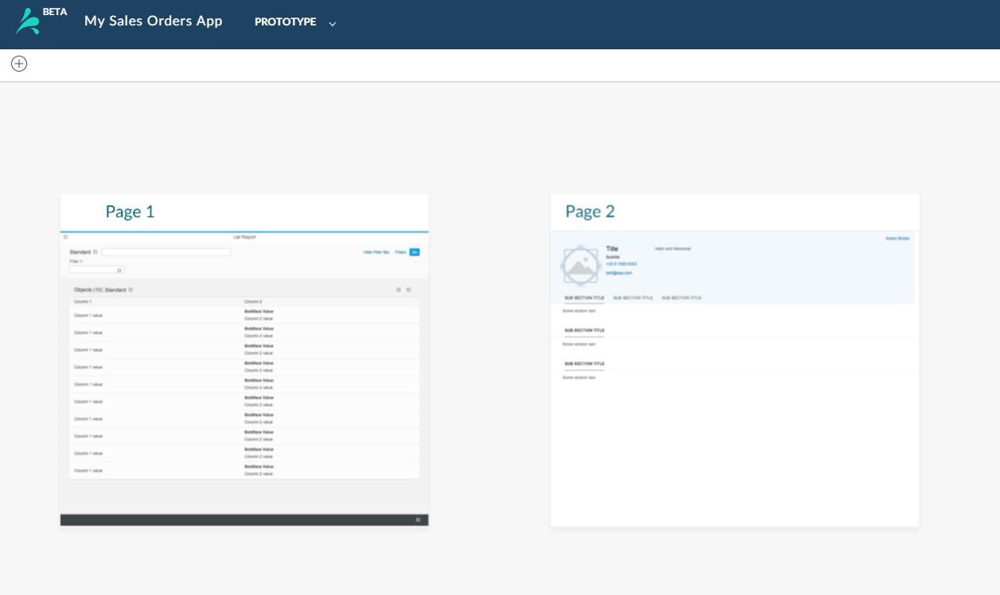 BETA
My Sales Orders App
PROTOTYPE
Page 1
List Report
Standard
Hide Filter Bar Filters Go
Filter 1:
Objects (10) Standard
Column 1 Column 2
Column 1 value
Boldface Value
Column 2 value
Column 1 value
Boldface Value
Column 2 value
Column 1 value
Boldface Value
Column 2 value
Column 1 value
Boldface Value
Column 2 value
Column 1 value
Boldface Value
Column 2 value
Column 1 value
Boldface Value
Column 2 value
Column 1 value
Boldface Value
Column 2 value
Column 1 value
Boldface Value
Column 2 value
Column 1 value
Boldface Value
Column 2 value
Column 1 value
Boldface Value
Column 2 value
Page 2
Action Button
Title
Hello and Welcome!
Subtitle
SUB SECTION TITLE SUB SECTION TITLE SUB SECTION TITLE
Some random text
SUB SECTION TITLE
Some random text
SUB SECTION TITLE
Some random text